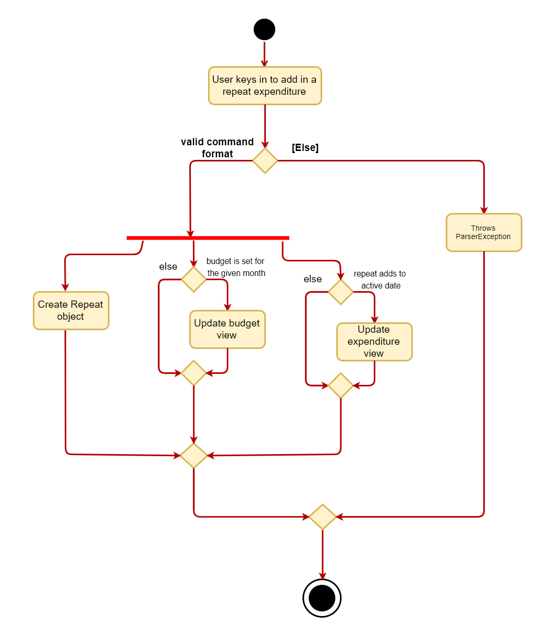 User keys in to add in a
repeat expenditure
valid command
format
[Else]
Throws
ParserException
else
budget is set for
the given month
else
repeat adds to
active date
Create Repeat
object
Update budget
view
Update
expenditure
view